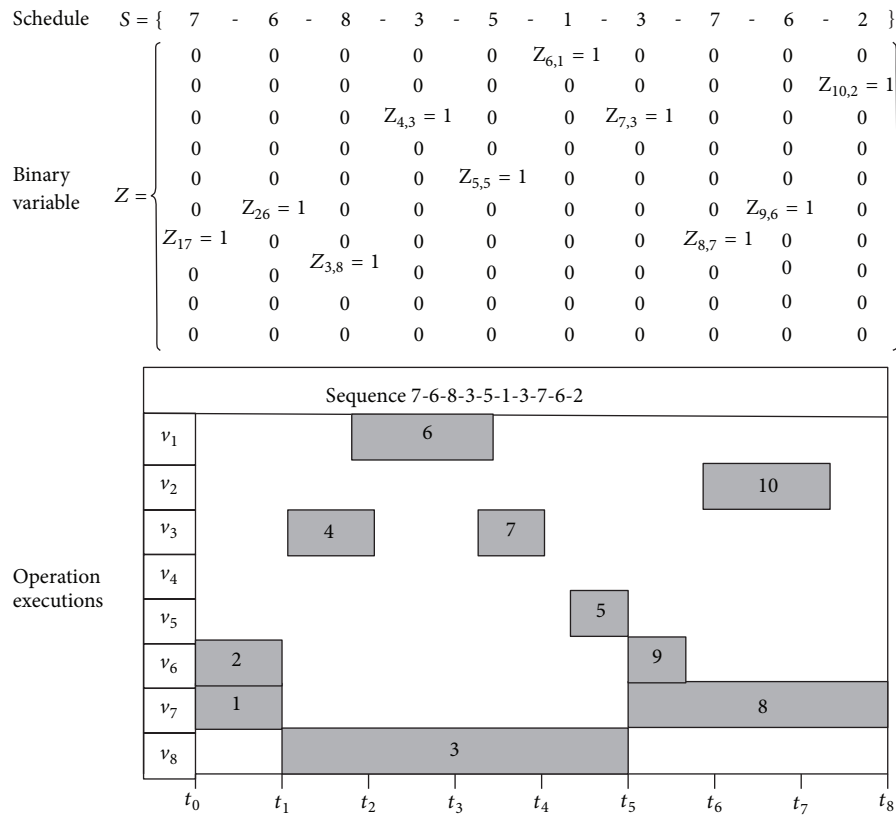 Schedule S = { 7 - 6 - 8 - 3 - 5 - 1 - 3 - 7 - 6 - 2 }
0 0 0 0 0 Z6,1 = 1 0 0 0 0
0 0 0 0 0 0 0 0 0 Z10,2 = 1
0 0 0 Z4,3 = 1 0 0 Z7,3 = 1 0 0 0
0 0 0 0 0 0 0 0 0 0
Binary variable Z = { 0 0 0 0 Z5,5 = 1 0 0 0 0 0
0 Z26 = 1 0 0 0 0 0 0 Z9,6 = 1 0
Z17 = 1 0 0 0 0 0 0 Z8,7 = 1 0 0
0 0 Z3,8 = 1 0 0 0 0 0 0 0
0 0 0 0 0 0 0 0 0 0
0 0 0 0 0 0 0 0 0 0
Sequence 7-6-8-3-5-1-3-7-6-2
v1 6
v2 10
v3 4 7
v4
Operation executions
v5 5
v6 2 9
v7 1 8
v8 3
t0 t1 t2 t3 t4 t5 t6 t7 t8